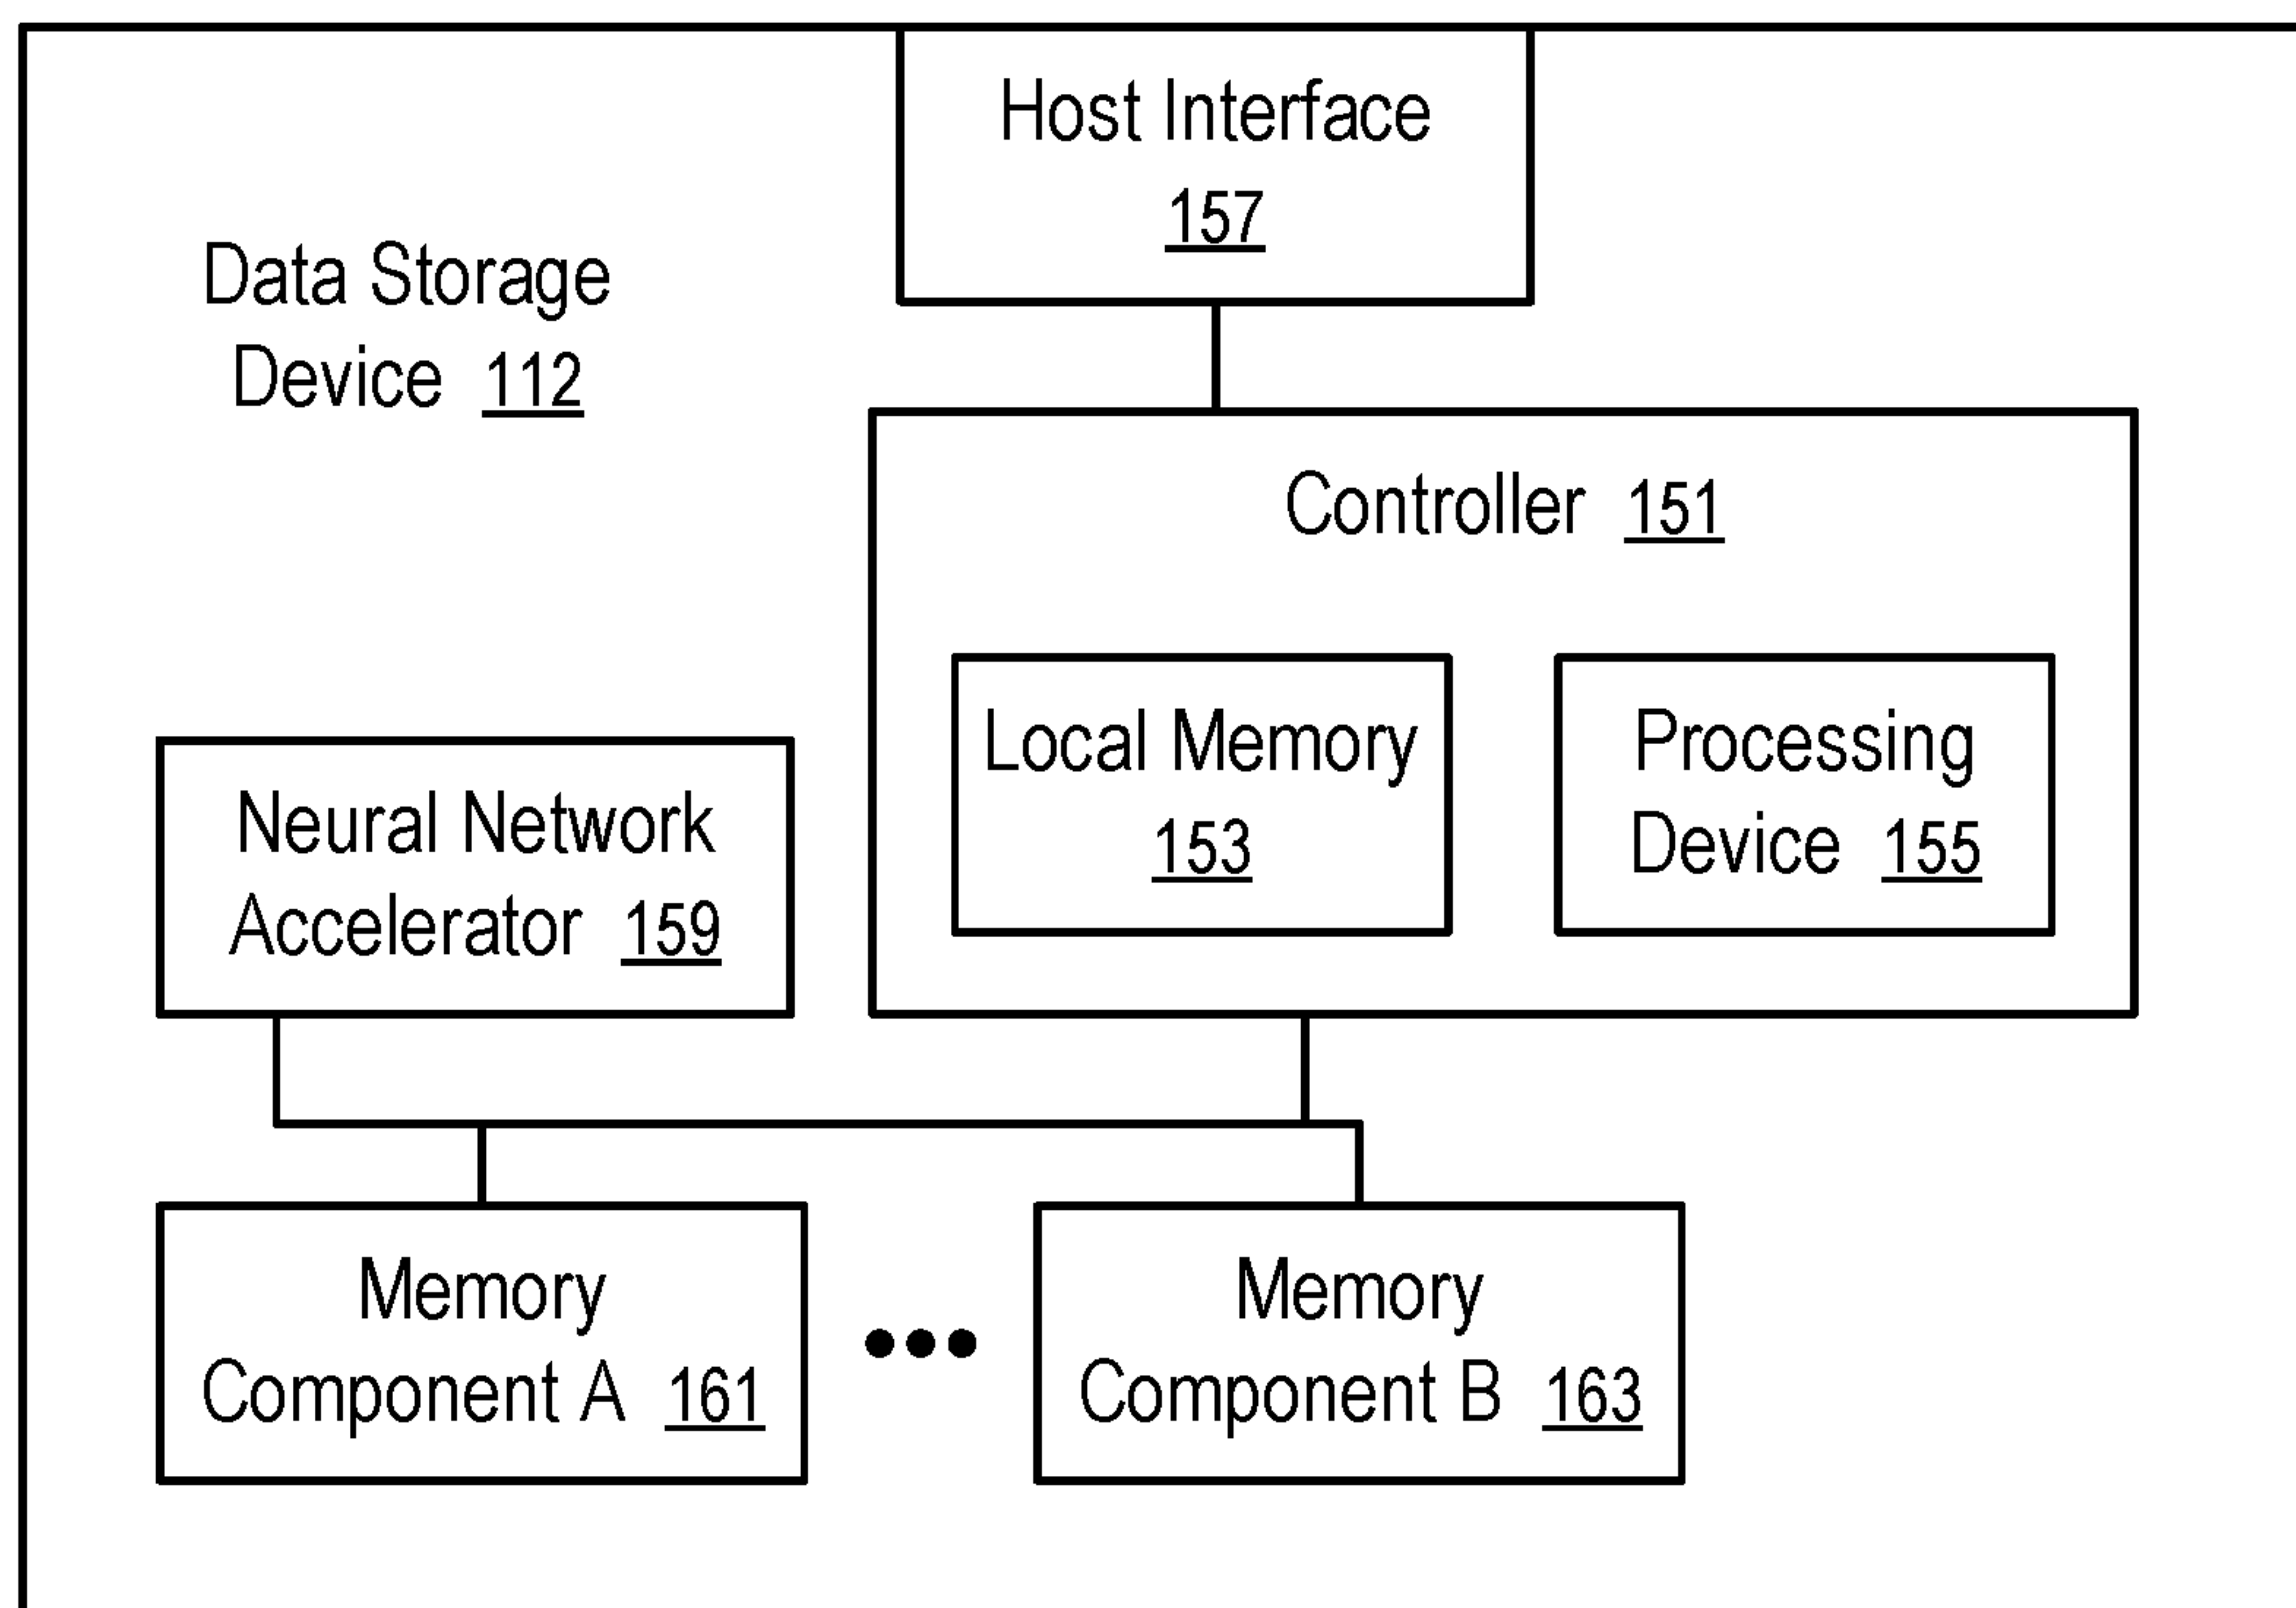 Host Interface
157
Data Storage
Device 112
Controller 151
Local Memory
153
Processing
Device 155
Neural Network
Accelerator 159
Memory
Component A 161
Memory
Component B 163